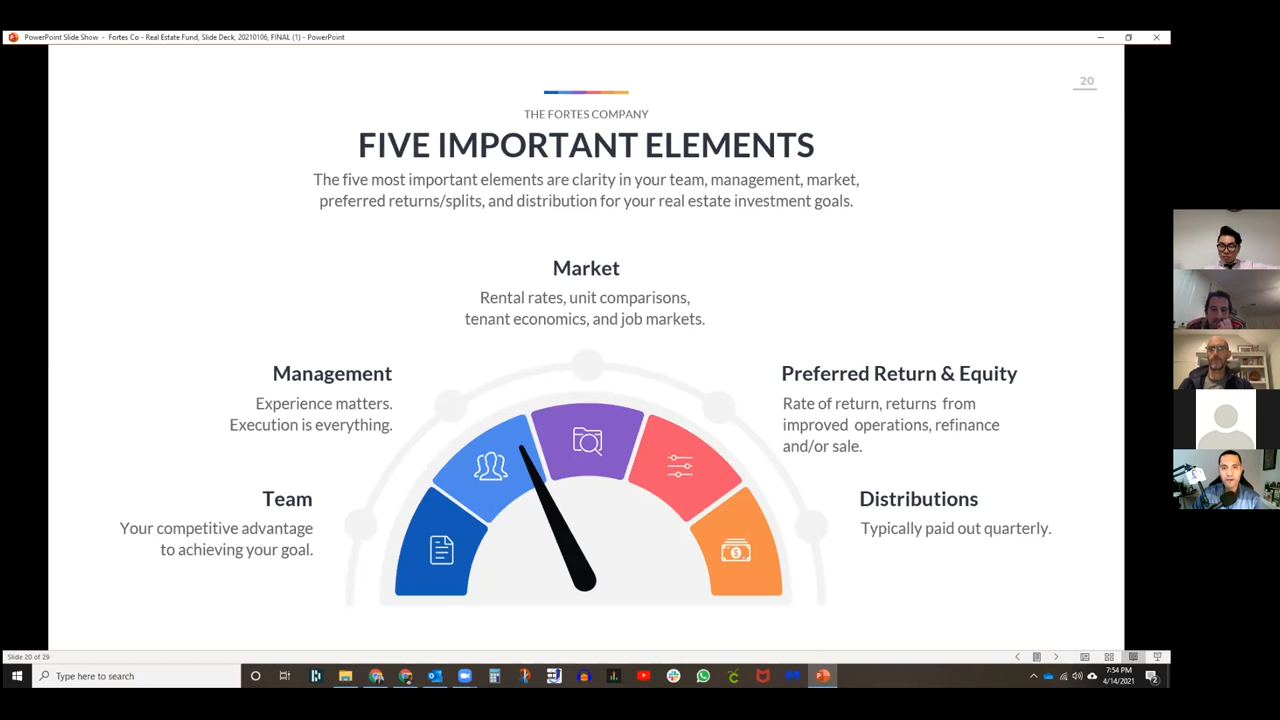 PowerPoint Slide Show - Fortes Co - Real Estate Fund, Slide Deck, 20210106, FINAL (1) - PowerPoint
20
THE FORTES COMPANY
FIVE IMPORTANT ELEMENTS
The five most important elements are clarity in your team, management, market,
preferred returns/splits, and distribution for your real estate investment goals.
Market
Rental rates, unit comparisons,
tenant economics, and job markets.
Management
Experience matters.
Execution is everything.
Preferred Return & Equity
Rate of return, returns from
improved operations, refinance
and/or sale.
Team
Your competitive advantage
to achieving your goal.
Distributions
Typically paid out quarterly.
Slide 20 of 29
Type here to search
7:54 PM
4/14/2021
2